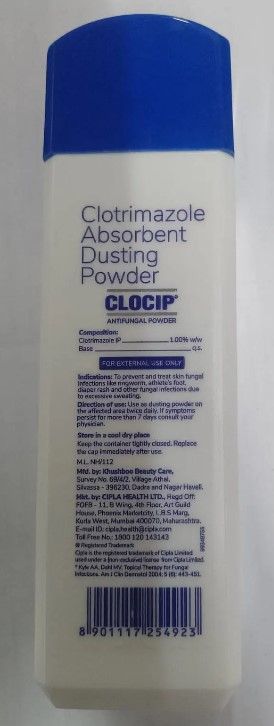 Clotrimazole
Absorbent
Dusting
Powder
CLOCIP®
ANTIFUNGAL POWDER
Composition:
Clotrimazole IP 1.00% w/w
Base q.s.
FOR EXTERNAL USE ONLY
Indications: To prevent and treat skin fungal
infections like ringworm, athlete's foot,
diaper rash and other fungal infections due
to excessive sweating.
Direction of use: Use as dusting powder on
the affected area twice daily. If symptoms
persist for more than 7 days consult your
physician.
Store in a cool dry place
Keep the container tightly closed. Replace
the cap immediately after use.
M.L. NH/112
Mfd. by: Khushboo Beauty Care,
Survey No. 69/4/2, Village Athal,
Silvassa - 396230, Dadra and Nagar Haveli.
Mkt. by: CIPLA HEALTH LTD., Regd Off:
FOFB - 11, B Wing, 4th Floor, Art Guild
House, Phoenix Marketcity, L.B.S Marg,
Kurla West, Mumbai 400070, Maharashtra.
E-mail ID: cipla.health@cipla.com
Toll Free No.: 1800 120 143143
® Registered Trademark
Cipla is the registered trademark of Cipla Limited
used under a (non-exclusive) license from Cipla Limited.
* Kyle AA, Dahl MV. Topical Therapy for Fungal
Infections. Am J Clin Dermatol 2004; 5 (6): 443-451.
8 901117 254923